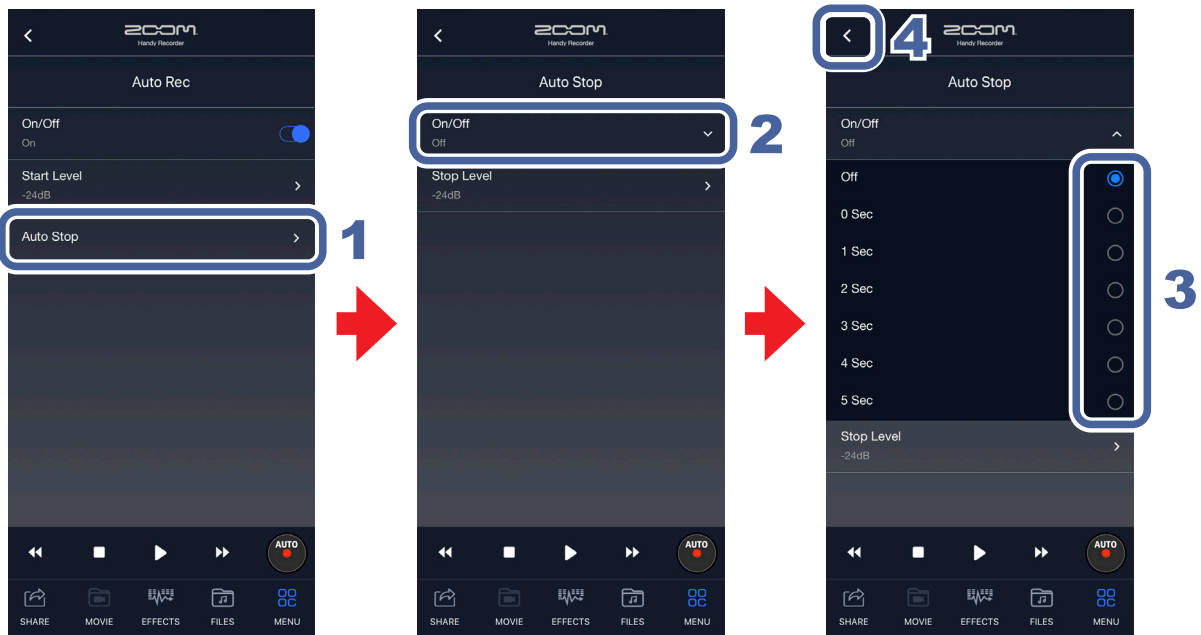 ZOOM
Handy Recorder
Auto Rec
On/Off
On
Start Level
-24dB
Auto Stop
1
AUTO
SHARE
MOVIE
EFFECTS
FILES
MENU
ZOOM
Handy Recorder
Auto Stop
On/Off
Off
2
Stop Level
-24dB
AUTO
SHARE
MOVIE
EFFECTS
FILES
MENU
4
ZOOM
Handy Recorder
Auto Stop
On/Off
Off
Off
0 Sec
1 Sec
2 Sec
3 Sec
4 Sec
5 Sec
3
Stop Level
-24dB
AUTO
SHARE
MOVIE
EFFECTS
FILES
MENU